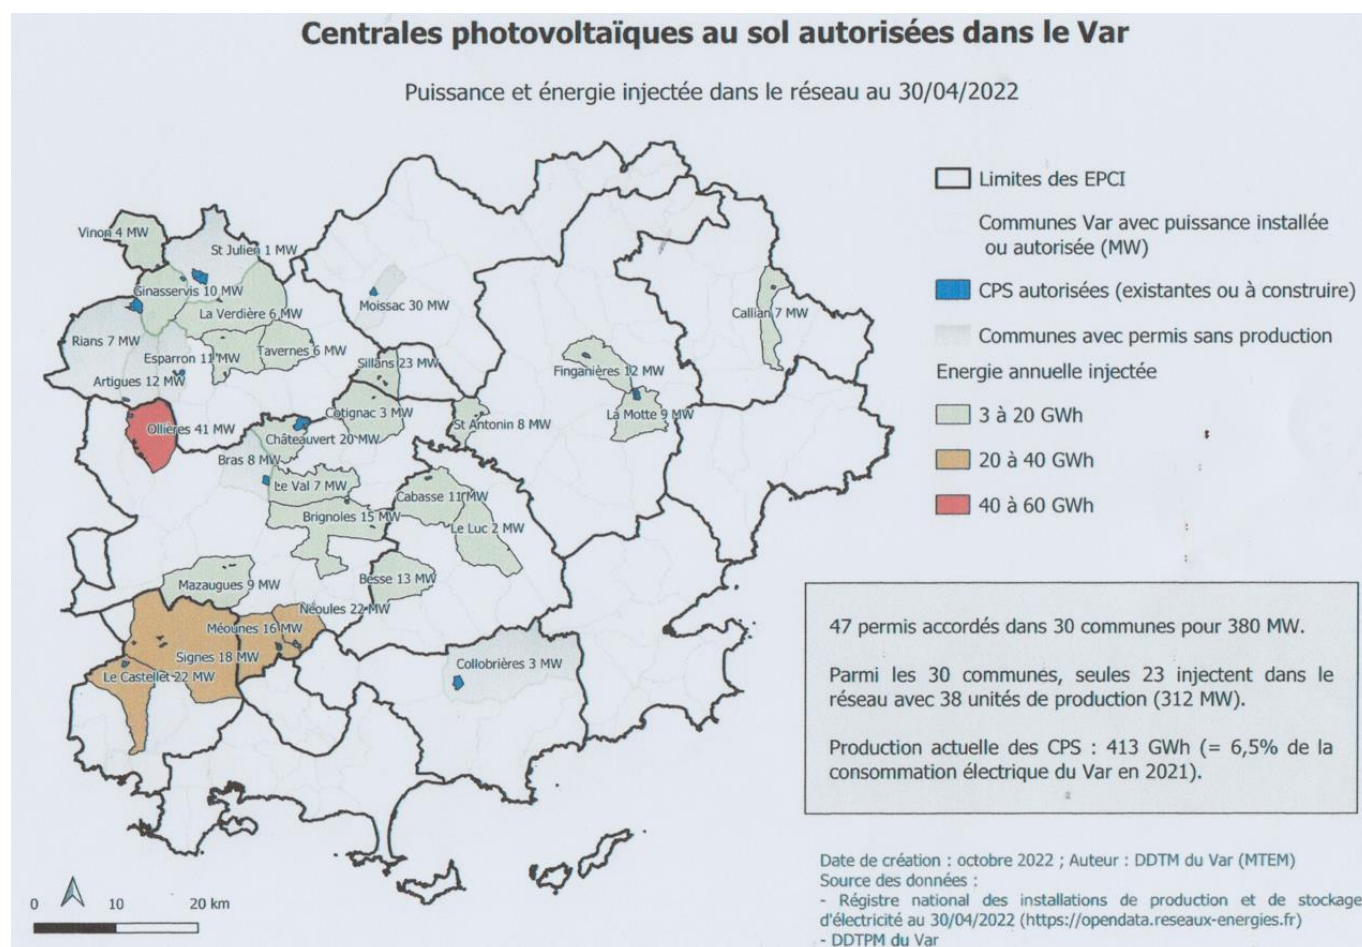 Centrales photovoltaïques au sol autorisées dans le Var
Puissance et énergie injectée dans le réseau au 30/04/2022
Limites des EPCI
Communes Var avec puissance installée
ou autorisée (MW)
CPS autorisées (existantes ou à construire)
Communes avec permis sans production
Energie annuelle injectée
3 à 20 GWh
20 à 40 GWh
40 à 60 GWh
Vinon 4 MW
St Julien 1 MW
Ginasservis 10 MW
La Verdière 6 MW
Moissac 30 MW
Callian 7 MW
Rians 7 MW
Esparron 11 MW
Tavernes 6 MW
Artigues 12 MW
Sillans 23 MW
Finganières 12 MW
Cotignac 3 MW
La Motte 9 MW
St Antonin 8 MW
Ollières 41 MW
Châteauvert 20 MW
Bras 8 MW
Le Val 7 MW
Cabasse 11 MW
Brignoles 15 MW
Le Luc 2 MW
Mazaugues 9 MW
Besse 13 MW
Néoules 22 MW
Méounes 16 MW
Signes 18 MW
Le Castellet 22 MW
Collobrières 3 MW
47 permis accordés dans 30 communes pour 380 MW.
Parmi les 30 communes, seules 23 injectent dans le
réseau avec 38 unités de production (312 MW).
Production actuelle des CPS : 413 GWh (= 6,5% de la
consommation électrique du Var en 2021).
Date de création : octobre 2022 ; Auteur : DDTM du Var (MTEM)
Source des données :
- Régistre national des installations de production et de stockage
d'électricité au 30/04/2022 (https://opendata.reseaux-energies.fr)
- DDTPM du Var
0 10 20 km